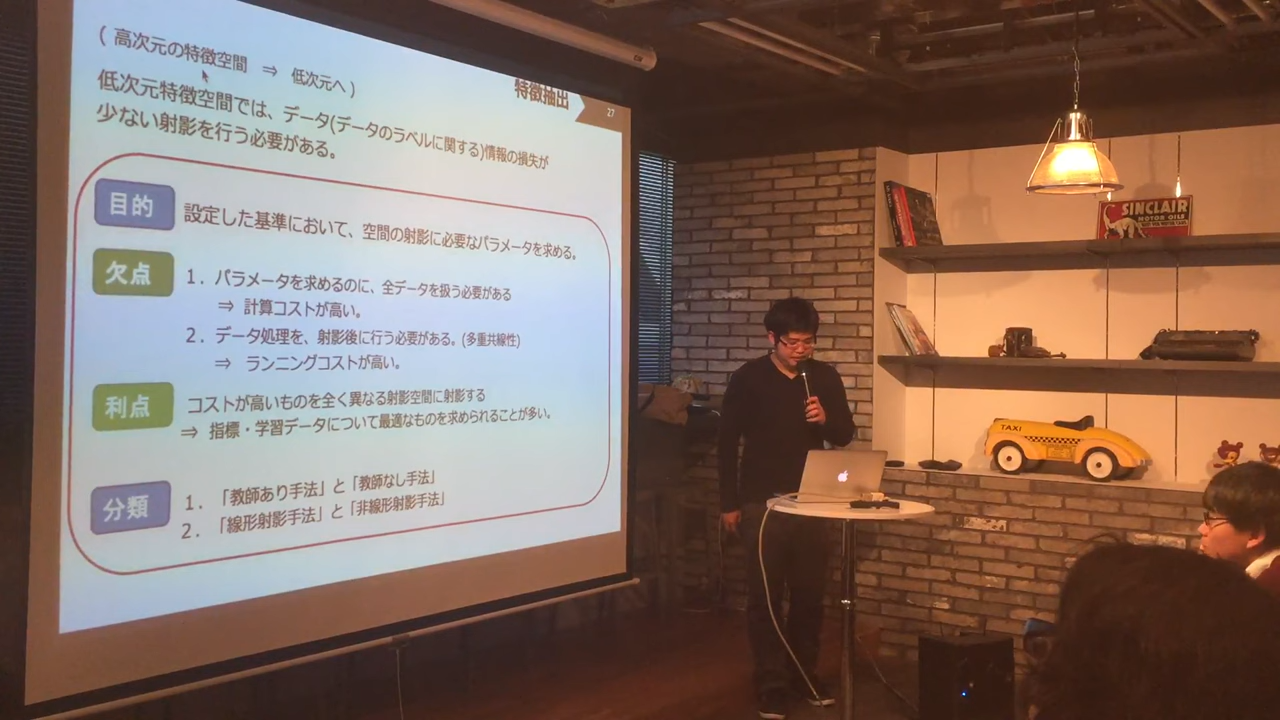 特徴抽出
27
( 高次元の特徴空間 ⇒ 低次元へ )
低次元特徴空間では、データ(データのラベルに関する)情報の損失が
少ない射影を行う必要がある。
目的
設定した基準において、空間の射影に必要なパラメータを求める。
欠点
1. パラメータを求めるのに、全データを扱う必要がある
⇒ 計算コストが高い。
2. データ処理を、射影後に行う必要がある。(多重共線性)
⇒ ランニングコストが高い。
利点
コストが高いものを全く異なる射影空間に射影する
⇒ 指標・学習データについて最適なものを求められることが多い。
分類
1. 「教師あり手法」と「教師なし手法」
2. 「線形射影手法」と「非線形射影手法」
SINCLAIR
MOTOR OILS
TAXI